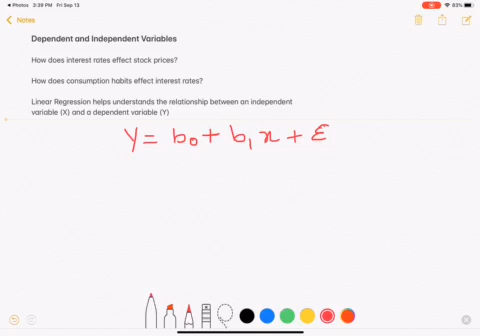 Photos 3:39 PM Fri Sep 13 83%
Notes
Dependent and Independent Variables
How does interest rates effect stock prices?
How does consumption habits effect interest rates?
Linear Regression helps understands the relationship between an independent
variable (X) and a dependent variable (Y)
Y = b₀ + b₁ x + ε